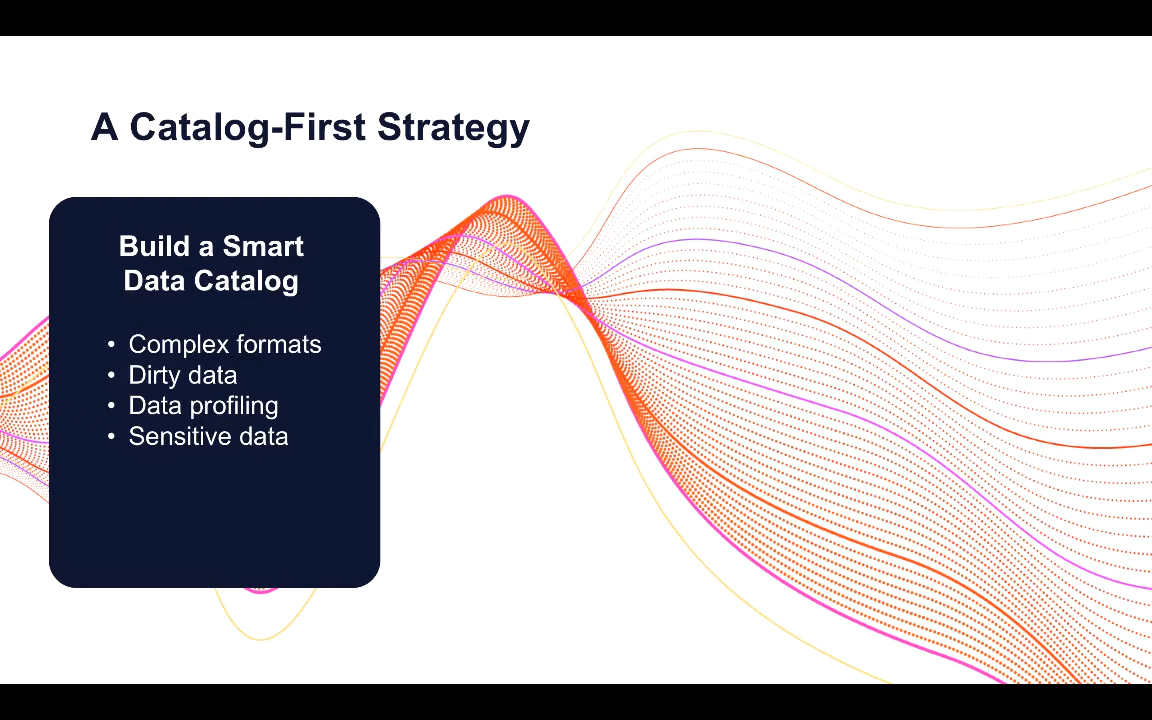 A Catalog-First Strategy
Build a Smart
Data Catalog
• Complex formats
• Dirty data
• Data profiling
• Sensitive data